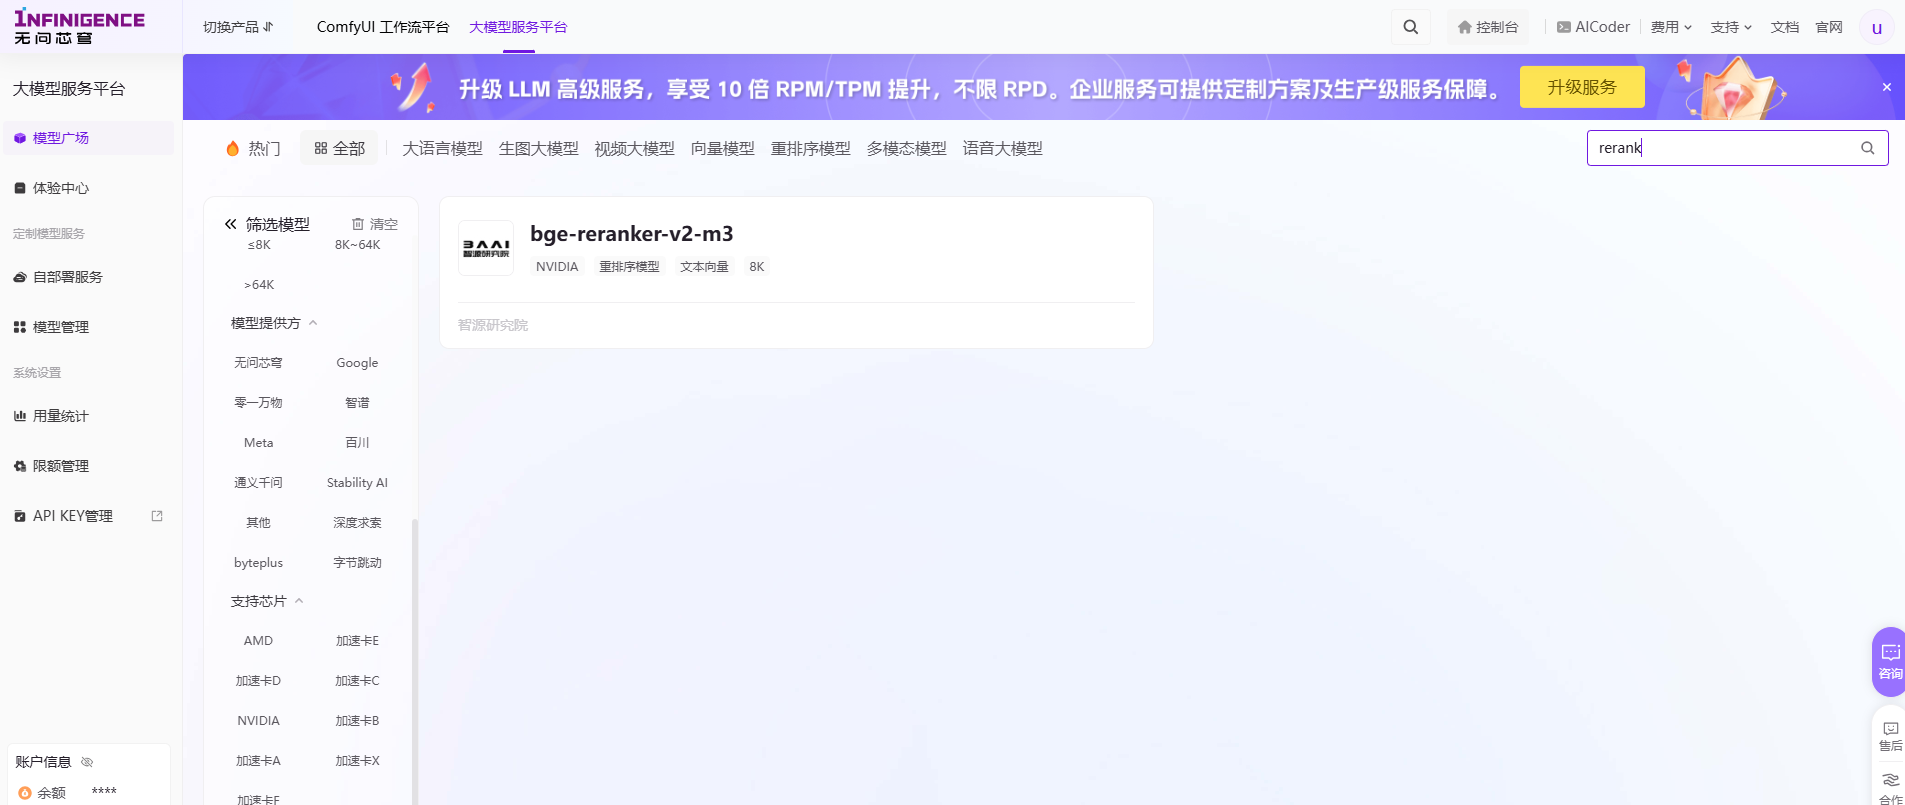 INFINIGENCE
无问芯穹
切换产品
ComfyUI 工作流平台
大模型服务平台
控制台
AICoder
费用
支持
文档
官网
u
大模型服务平台
模型广场
体验中心
定制模型服务
自部署服务
模型管理
系统设置
用量统计
限额管理
API KEY管理
账户信息
余额 ****
升级 LLM 高级服务，享受 10 倍 RPM/TPM 提升，不限 RPD。企业服务可提供定制方案及生产级服务保障。
升级服务
热门
全部
大语言模型
生图大模型
视频大模型
向量模型
重排序模型
多模态模型
语音大模型
rerank
筛选模型
清空
≤8K 8K~64K
>64K
模型提供方
无问芯穹 Google
零一万物 智谱
Meta 百川
通义千问 Stability AI
其他 深度求索
byteplus 字节跳动
支持芯片
AMD 加速卡E
加速卡D 加速卡C
NVIDIA 加速卡B
加速卡A 加速卡X
加速卡F
BAAI
智源研究院
bge-reranker-v2-m3
NVIDIA 重排序模型 文本向量 8K
智源研究院
咨询
售后
合作